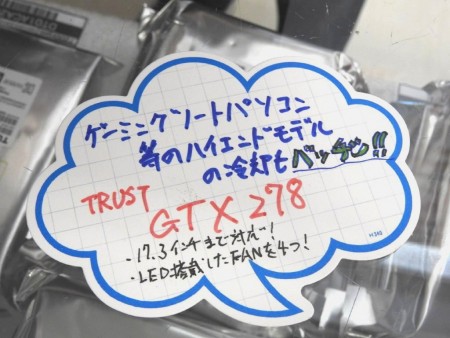 ゲーミングノートパソコン
等のハイエンドモデル
の冷却もバッチシ!!
TRUST
GTX 278
・17.3インチまで対応!
・LED搭載したFANを4つ!